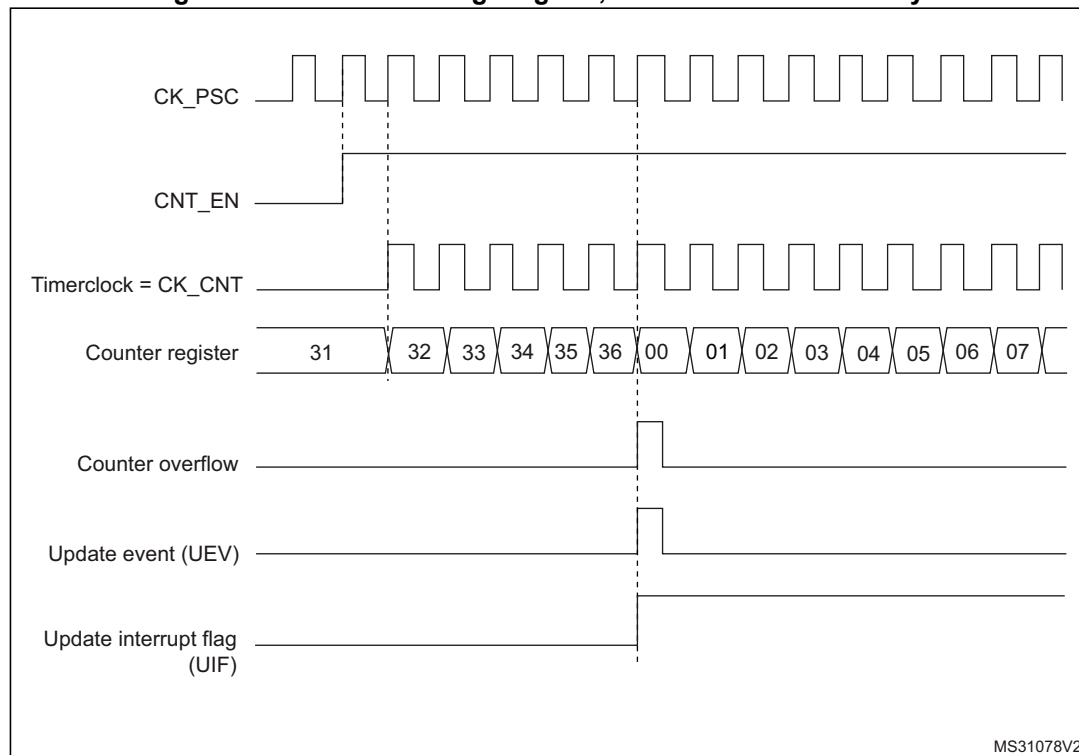 CK_PSC
CNT_EN
Timerclock = CK_CNT
Counter register 31 32 33 34 35 36 00 01 02 03 04 05 06 07
Counter overflow
Update event (UEV)
Update interrupt flag
(UIF)
MS31078V2